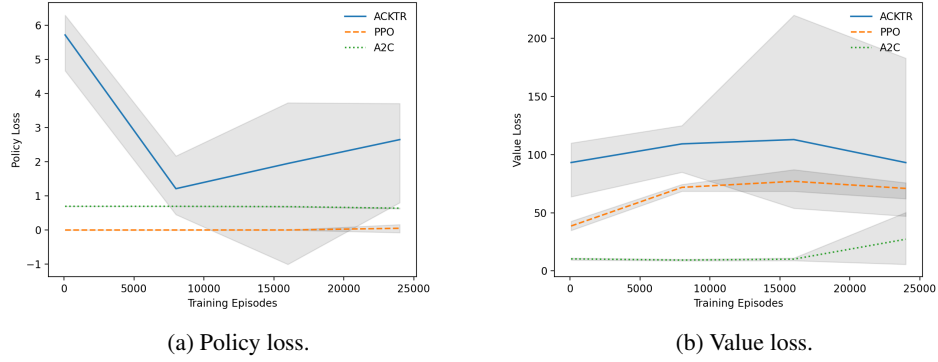 ACKTR
PPO
A2C
6
5
4
3
2
1
0
−1
Policy Loss
0
5000
10000
15000
20000
25000
Training Episodes
(a) Policy loss.
ACKTR
PPO
A2C
200
150
100
50
0
Value Loss
0
5000
10000
15000
20000
25000
Training Episodes
(b) Value loss.